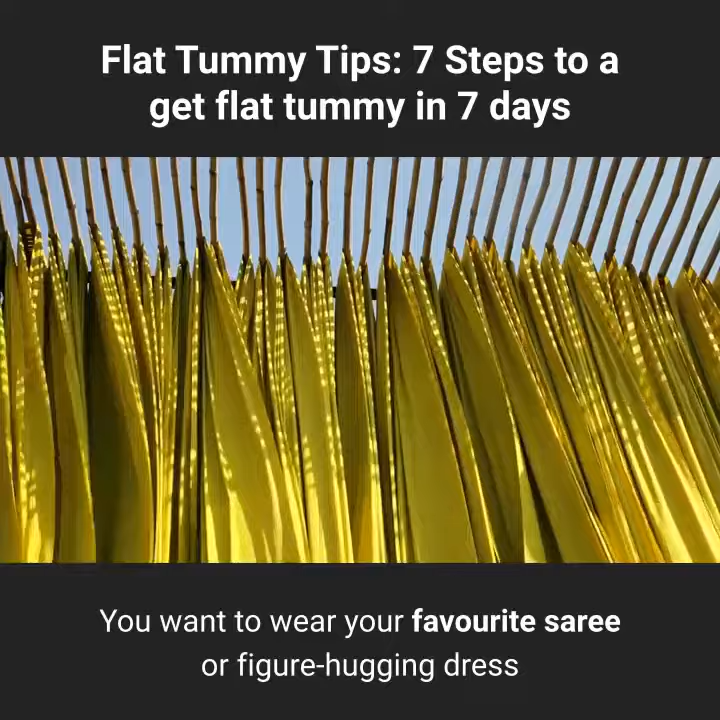 Flat Tummy Tips: 7 Steps to a
get flat tummy in 7 days
You want to wear your favourite saree
or figure-hugging dress